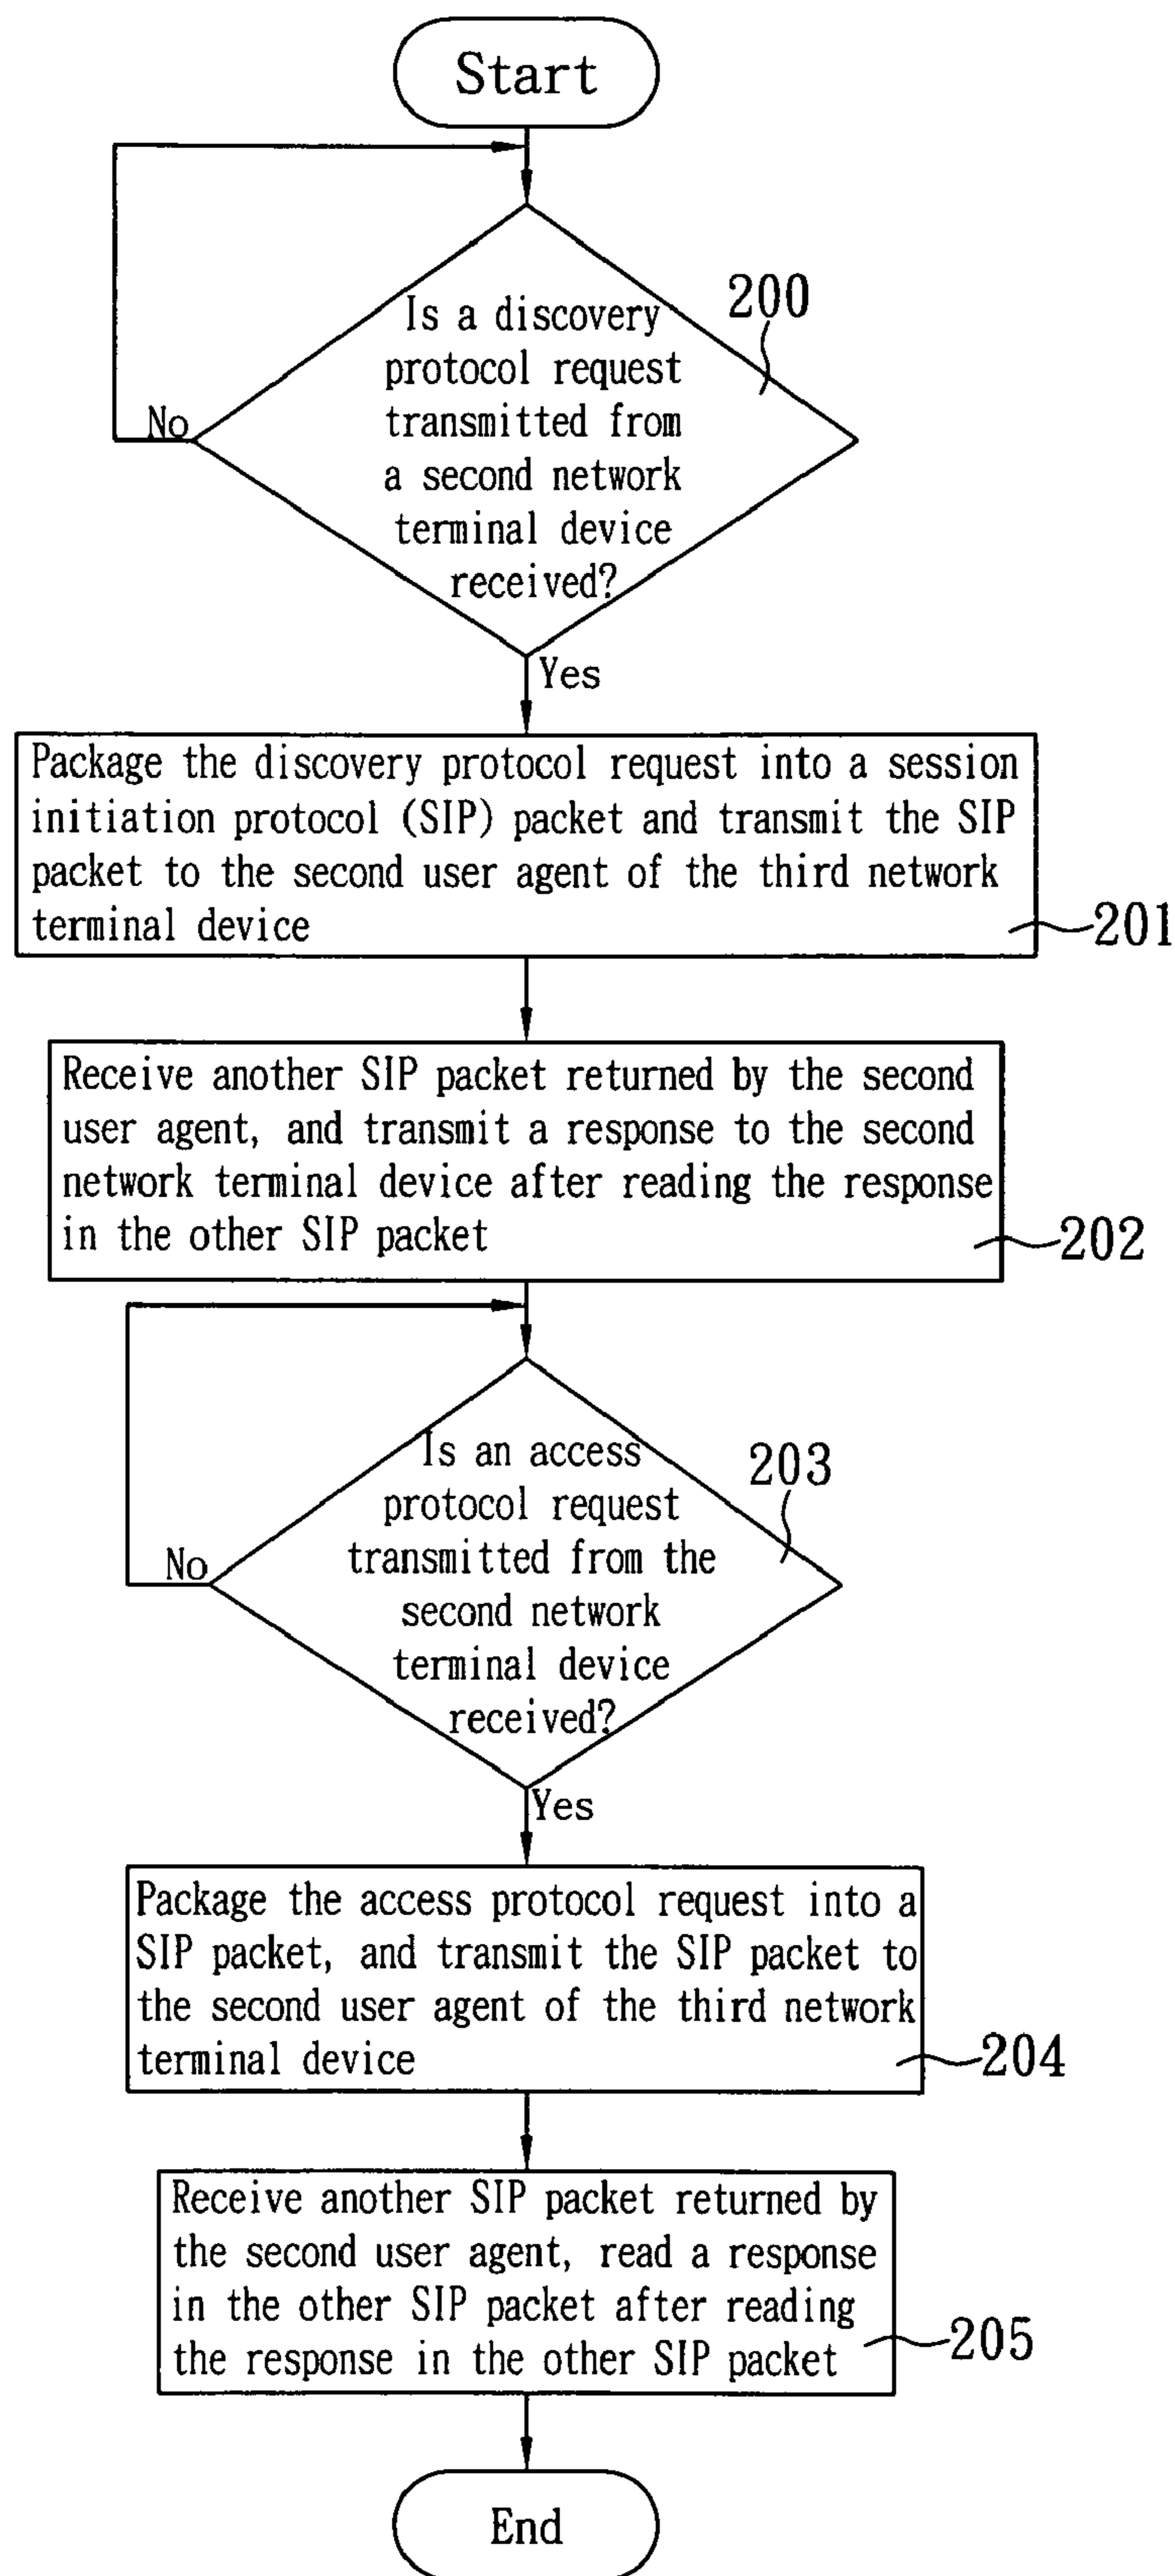 Start
200
Is a discovery
protocol request
transmitted from
a second network
terminal device
received?
No
Yes
Package the discovery protocol request into a session
initiation protocol (SIP) packet and transmit the SIP
packet to the second user agent of the third network
terminal device
201
Receive another SIP packet returned by the second
user agent, and transmit a response to the second
network terminal device after reading the response
in the other SIP packet
202
Is an access
protocol request
transmitted from the
second network
terminal device
received?
203
No
Yes
Package the access protocol request into a
SIP packet, and transmit the SIP packet to
the second user agent of the third network
terminal device
204
Receive another SIP packet returned by
the second user agent, read a response
in the other SIP packet after reading
the response in the other SIP packet
205
End